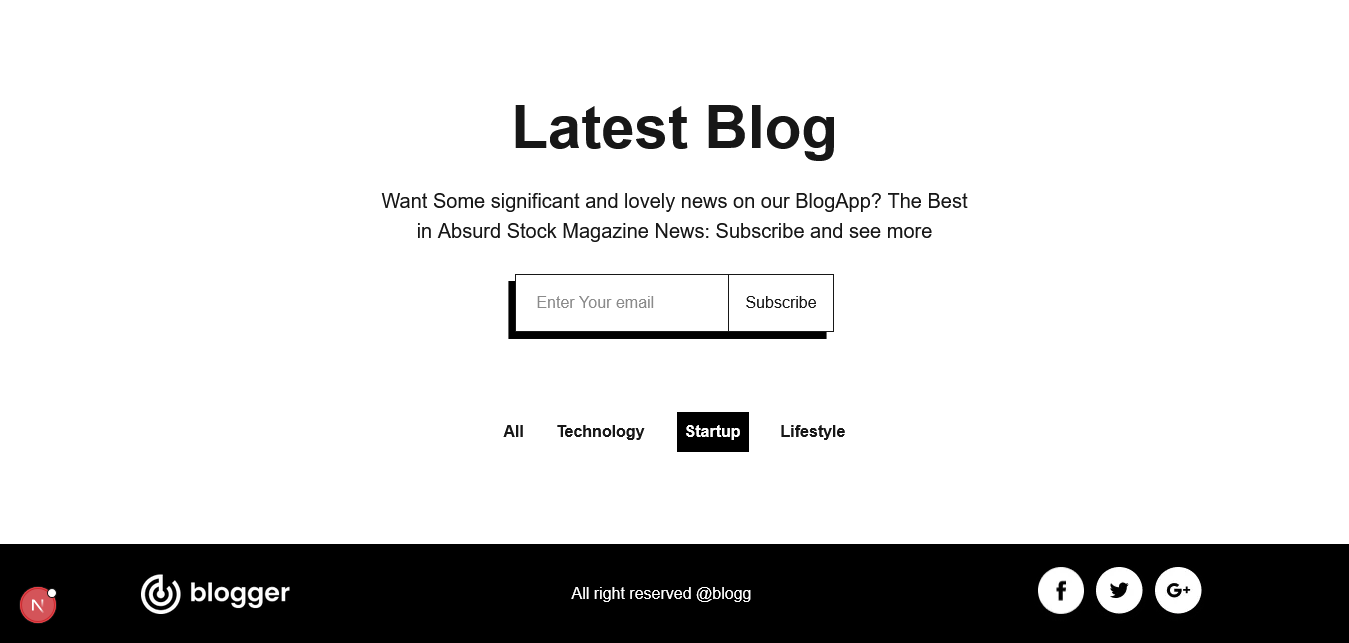 Latest Blog
Want Some significant and lovely news on our BlogApp? The Best
in Absurd Stock Magazine News: Subscribe and see more
Enter Your email
Subscribe
All Technology Startup Lifestyle
N
blogger
All right reserved @blogg
f
G+